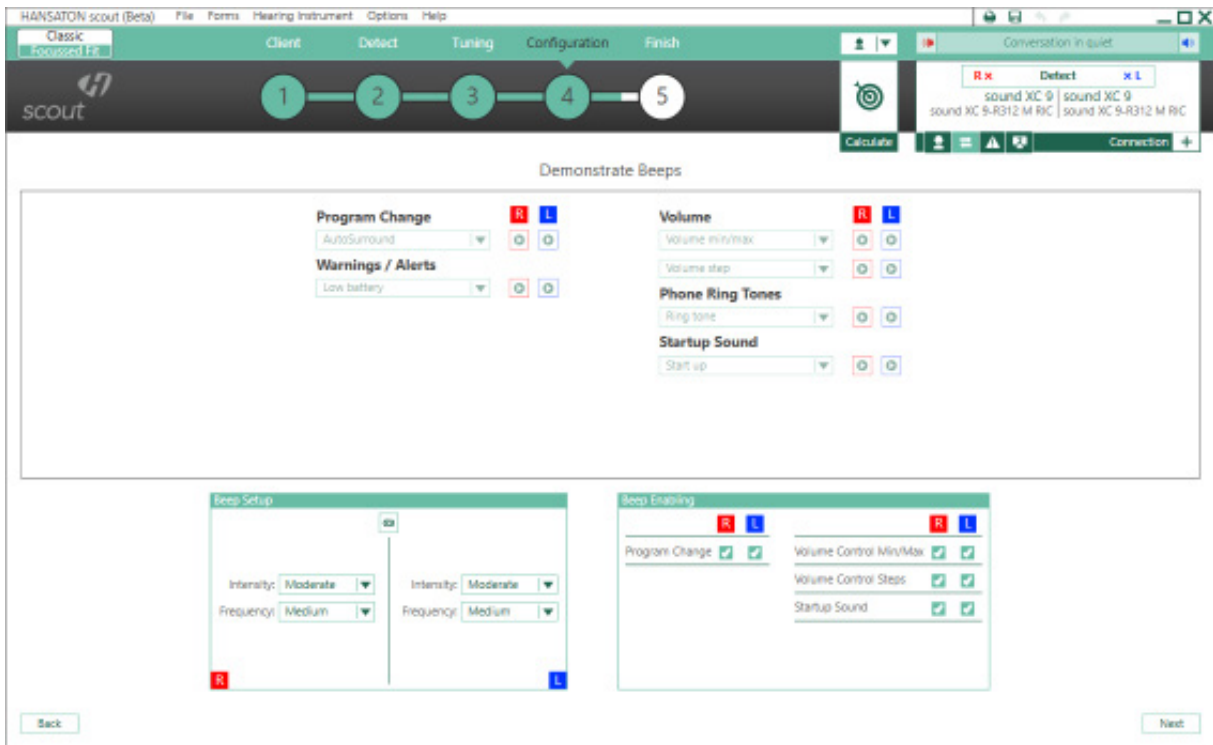 HANSATON scout (Beta) File Forms Hearing Instrument Options Help
Classic
Focussed Fit
Client Detect Tuning Configuration Finish
Conversation in quiet
scout
1 2 3 4 5
R x Detect x L
sound XC 9 | sound XC 9
sound XC 9-R312 M RIC | sound XC 9-R312 M RIC
Calculate
Connection +
Demonstrate Beeps
Program Change R L
AutoSurround
Warnings / Alerts
Low battery
Volume R L
Volume min/max
Volume step
Phone Ring Tones
Ring tone
Startup Sound
Start up
Beep Setup
Intensity: Moderate Intensity: Moderate
Frequency: Medium Frequency: Medium
R L
Beep Enabling
R L
Program Change
R L
Volume Control Min/Max
Volume Control Steps
Startup Sound
Back
Next